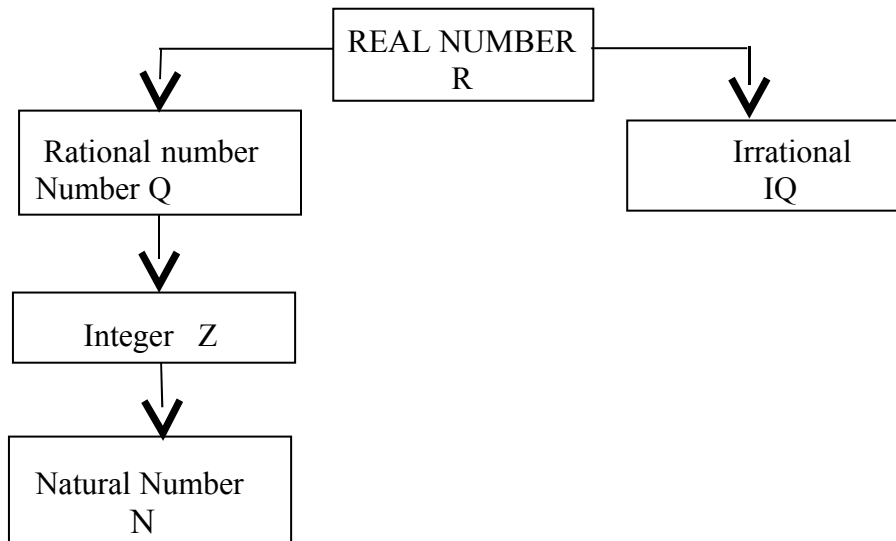 REAL NUMBER
R
Rational number
Number Q
Irrational
IQ
Integer Z
Natural Number
N